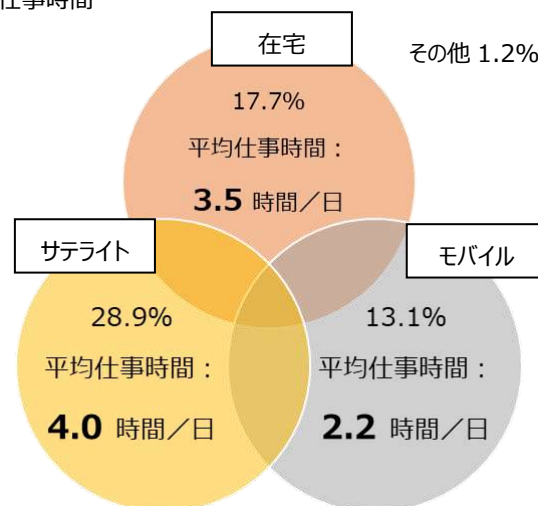 仕事時間
在宅
その他 1.2%
17.7%
平均仕事時間：
3.5 時間／日
サテライト
モバイル
28.9%
平均仕事時間：
4.0 時間／日
13.1%
平均仕事時間：
2.2 時間／日